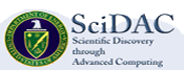 SciDAC
Scientific Discovery
through
Advanced Computing